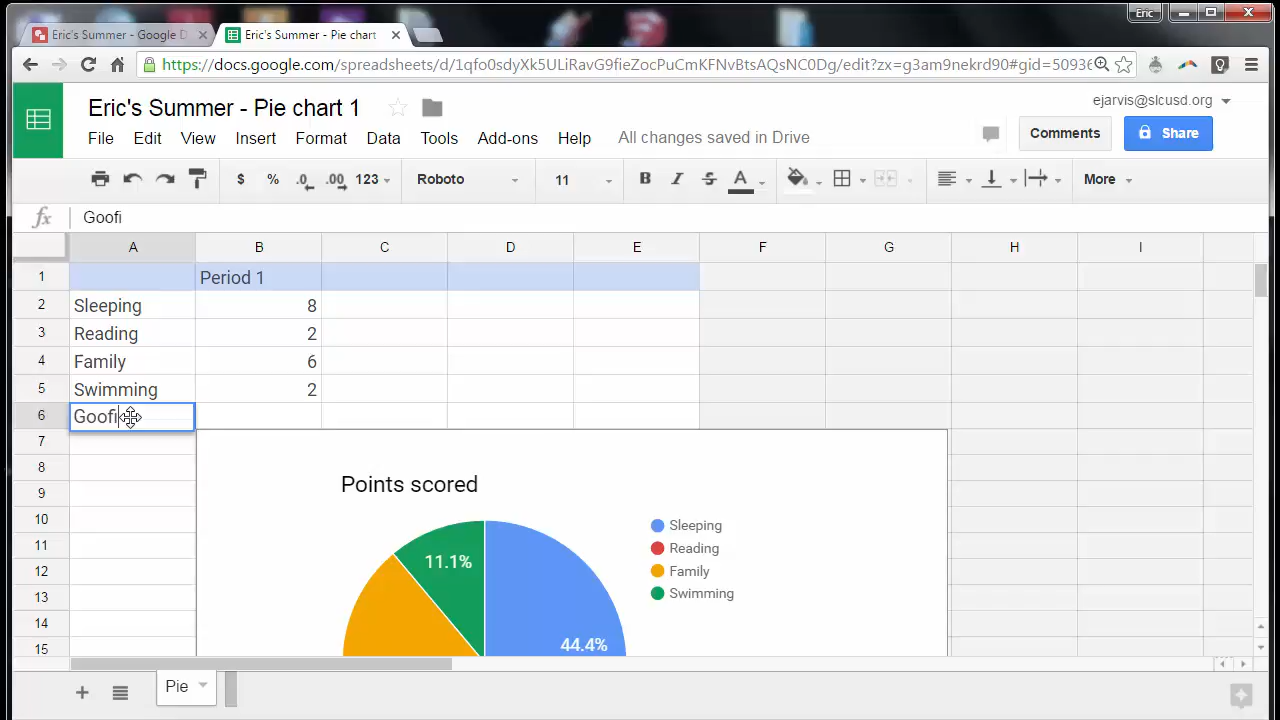 Eric
Eric's Summer - Google D
Eric's Summer - Pie chart
https://docs.google.com/spreadsheets/d/1qfo0sdyXk5ULiRavG9fieZocPuCmKFNvBtsAQsNC0Dg/edit?zx=g3am9nekrd90#gid=50936
Eric's Summer - Pie chart 1
ejarvis@slcusd.org
File Edit View Insert Format Data Tools Add-ons Help All changes saved in Drive
Comments Share
$ % .0 .00 123 Roboto 11 B I S A More
fx Goofi
A B C D E F G H I
1 Period 1
2 Sleeping 8
3 Reading 2
4 Family 6
5 Swimming 2
6 Goofi
7
8
9
10
11
12
13
14
15
Points scored
Sleeping
Reading
Family
Swimming
11.1%
44.4%
Pie